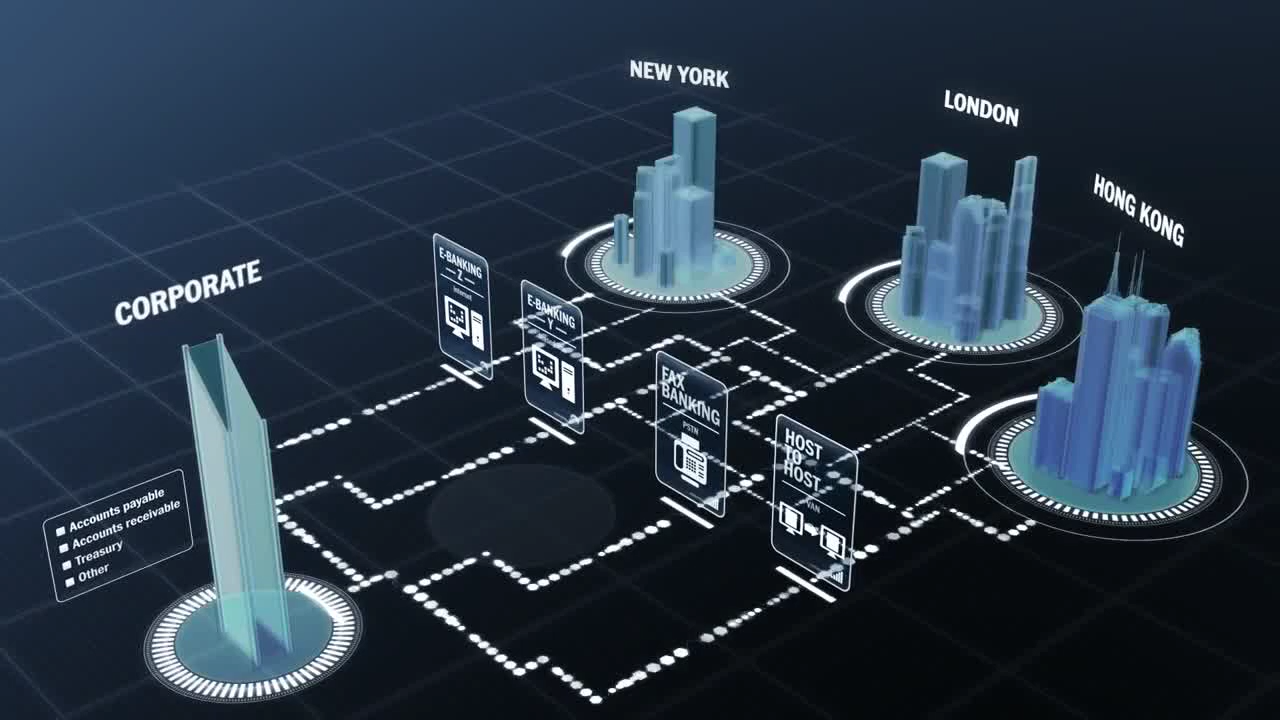 NEW YORK
LONDON
HONG KONG
CORPORATE
E-BANKING
Z
Internet
E-BANKING
Y
FAX
BANKING
PSTN
HOST
TO
HOST
VAN
Accounts payable
Accounts receivable
Treasury
Other